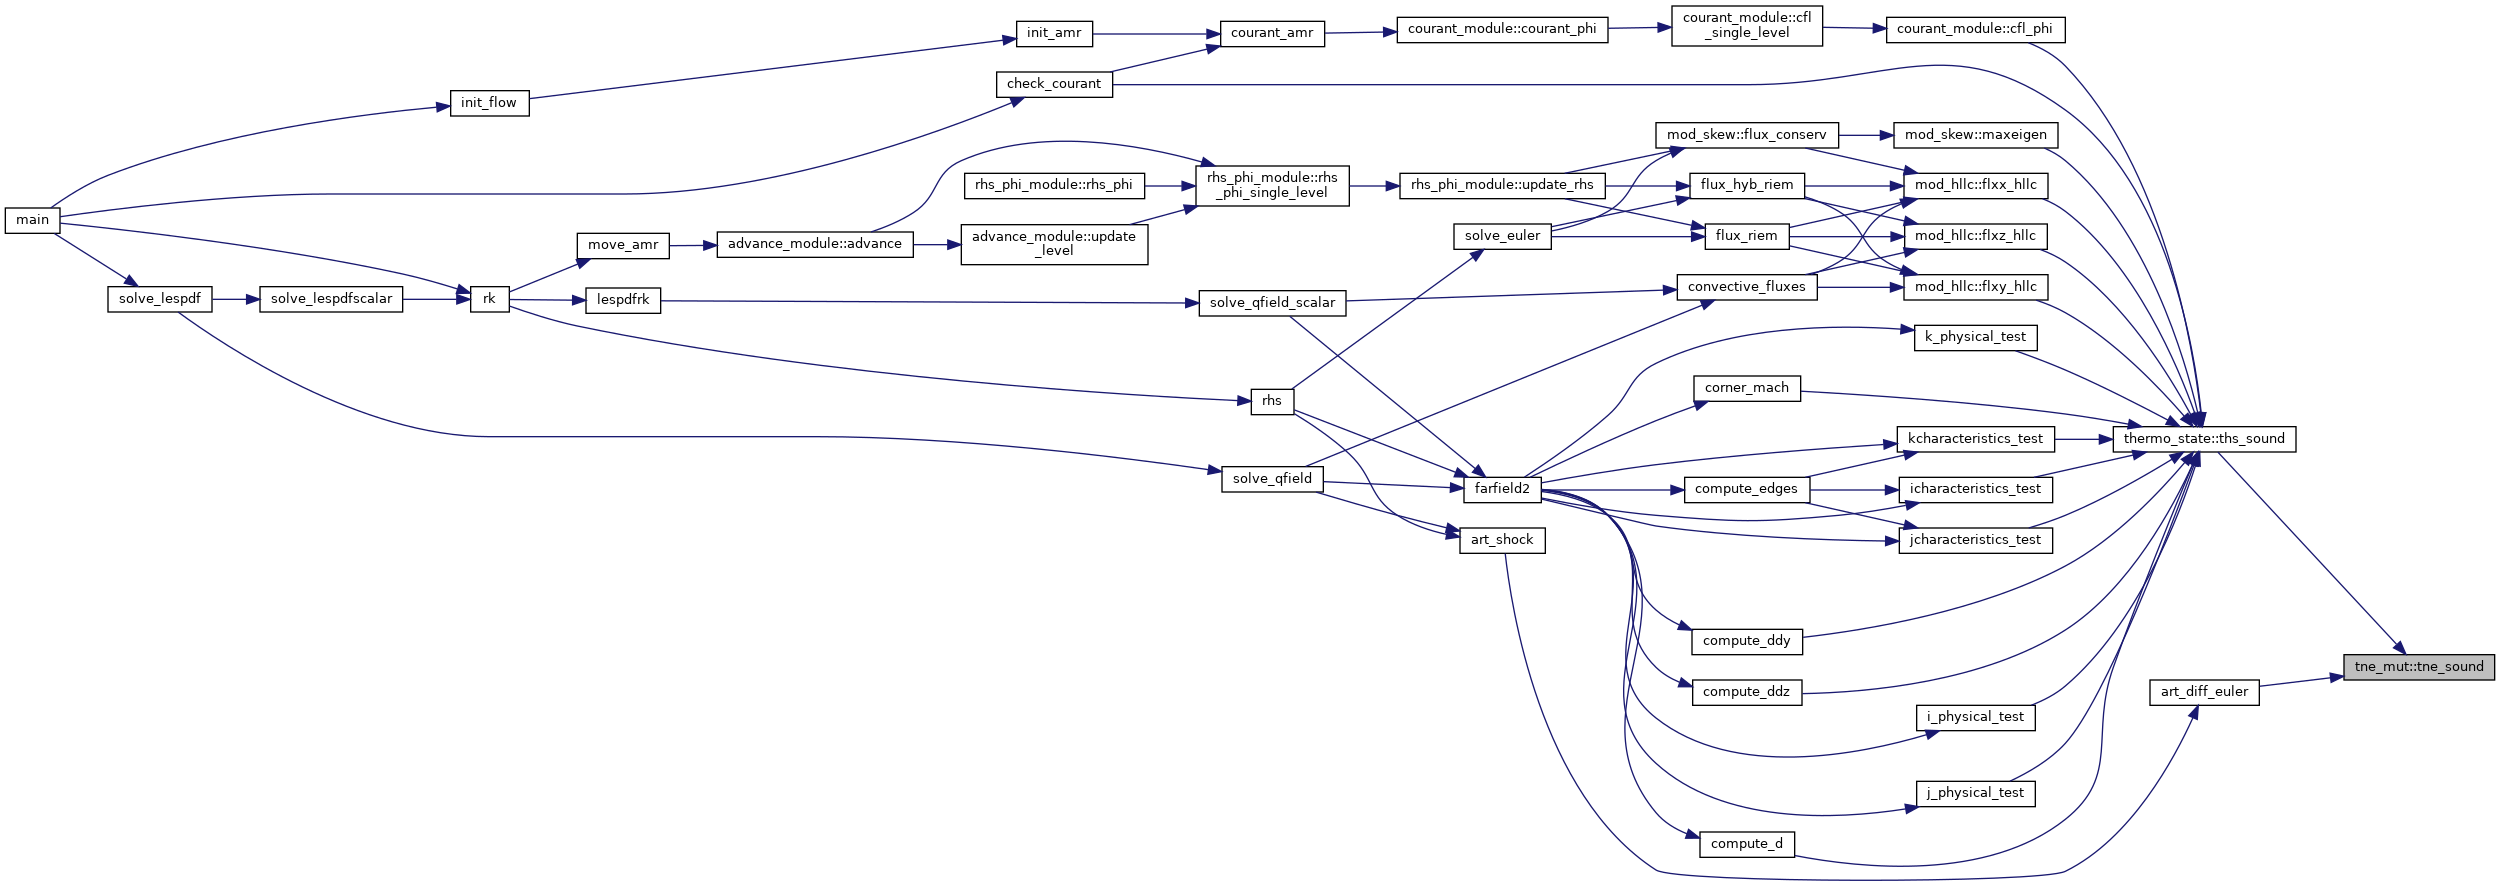 courant_module::cfl
_single_level
init_amr
courant_amr
courant_module::courant_phi
courant_module::cfl_phi
check_courant
init_flow
mod_skew::flux_conserv
mod_skew::maxeigen
rhs_phi_module::rhs
_phi_single_level
rhs_phi_module::rhs_phi
rhs_phi_module::update_rhs
flux_hyb_riem
mod_hllc::flxx_hllc
main
move_amr
advance_module::advance
advance_module::update
_level
solve_euler
flux_riem
mod_hllc::flxz_hllc
solve_lespdf
solve_lespdfscalar
rk
lespdfrk
solve_qfield_scalar
convective_fluxes
mod_hllc::flxy_hllc
k_physical_test
corner_mach
rhs
kcharacteristics_test
thermo_state::ths_sound
solve_qfield
farfield2
compute_edges
icharacteristics_test
art_shock
jcharacteristics_test
compute_ddy
tne_mut::tne_sound
compute_ddz
art_diff_euler
i_physical_test
j_physical_test
compute_d